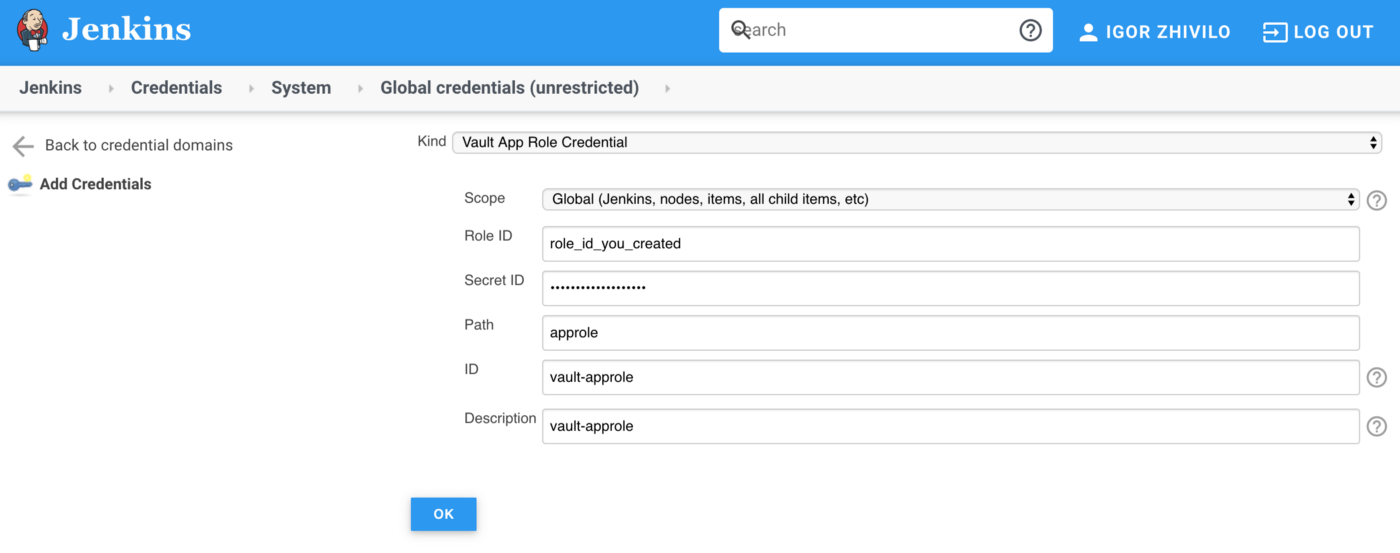 Jenkins
Search
?
IGOR ZHIVILO
LOG OUT
Jenkins Credentials System Global credentials (unrestricted)
Back to credential domains
Add Credentials
Kind Vault App Role Credential
Scope Global (Jenkins, nodes, items, all child items, etc) ?
Role ID role_id_you_created
Secret ID •••••••••••••••••••
Path approle
ID vault-approle ?
Description vault-approle ?
OK